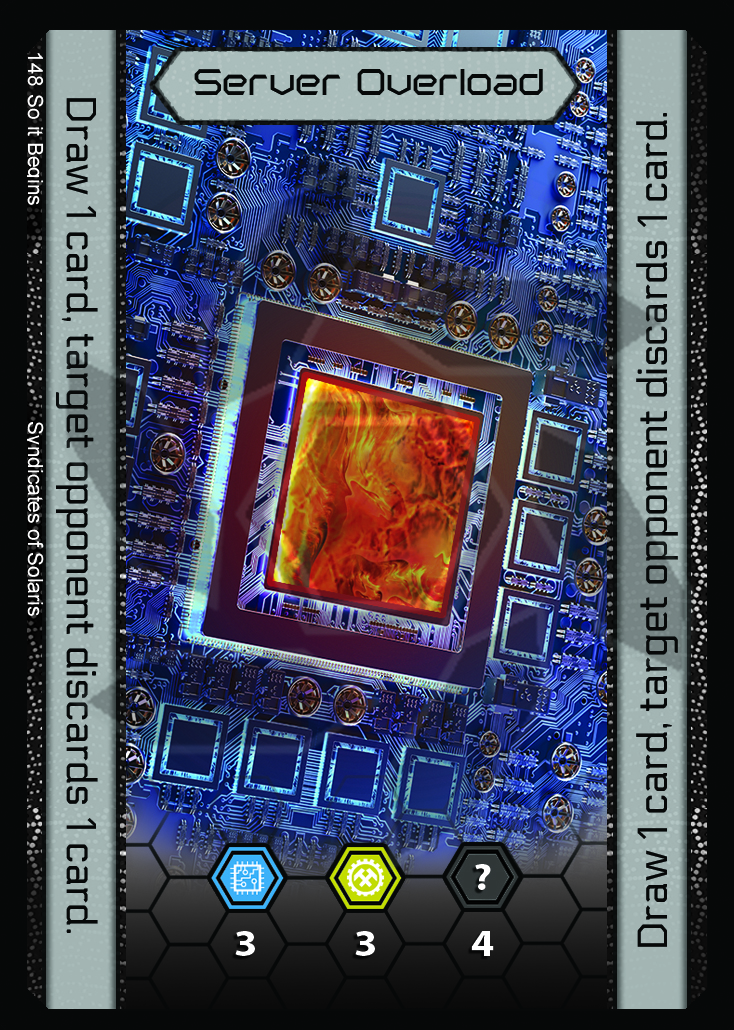 Server Overload
148 So it Begins
Syndicates of Solaris
Draw 1 card, target opponent discards 1 card.
Draw 1 card, target opponent discards 1 card.
?
3 3 4